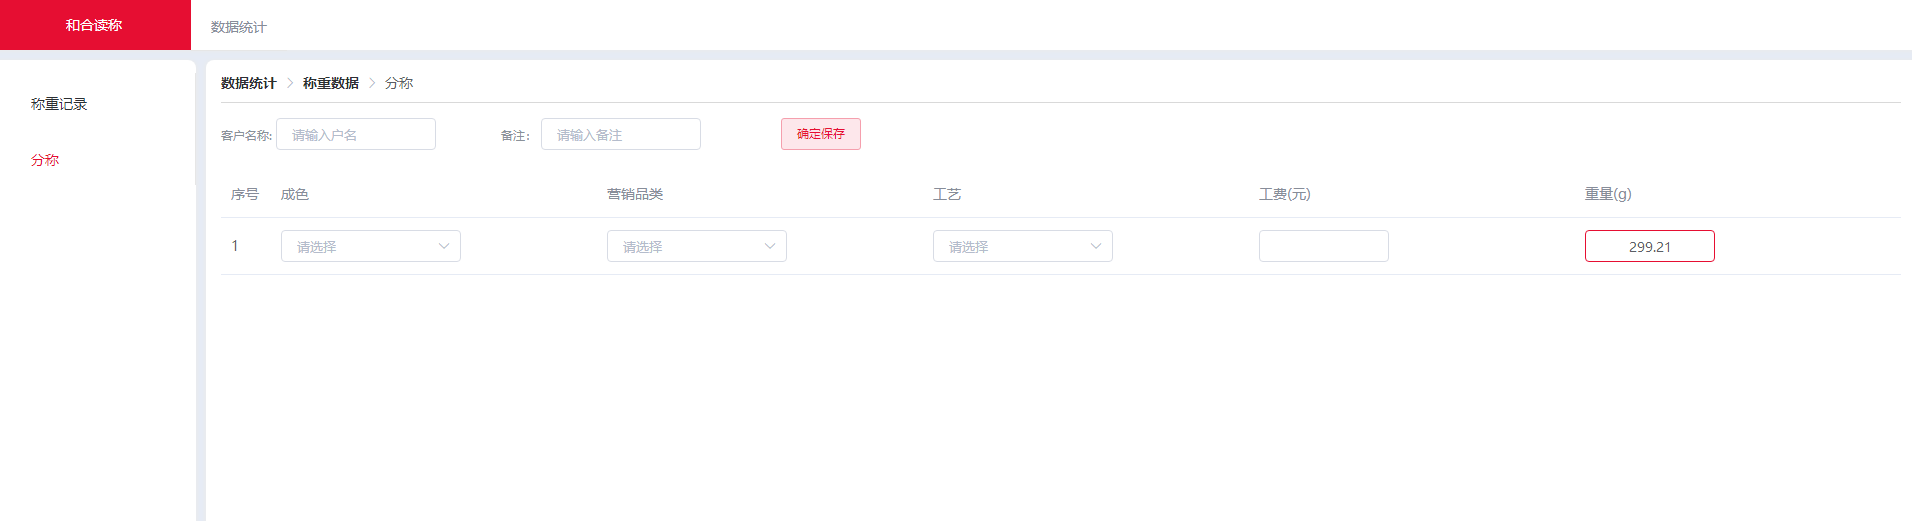 和合读称
数据统计
称重记录
分称
数据统计 > 称重数据 > 分称
客户名称: 请输入户名 备注: 请输入备注 确定保存
序号 成色 营销品类 工艺 工费(元) 重量(g)
1 请选择 请选择 请选择 299.21